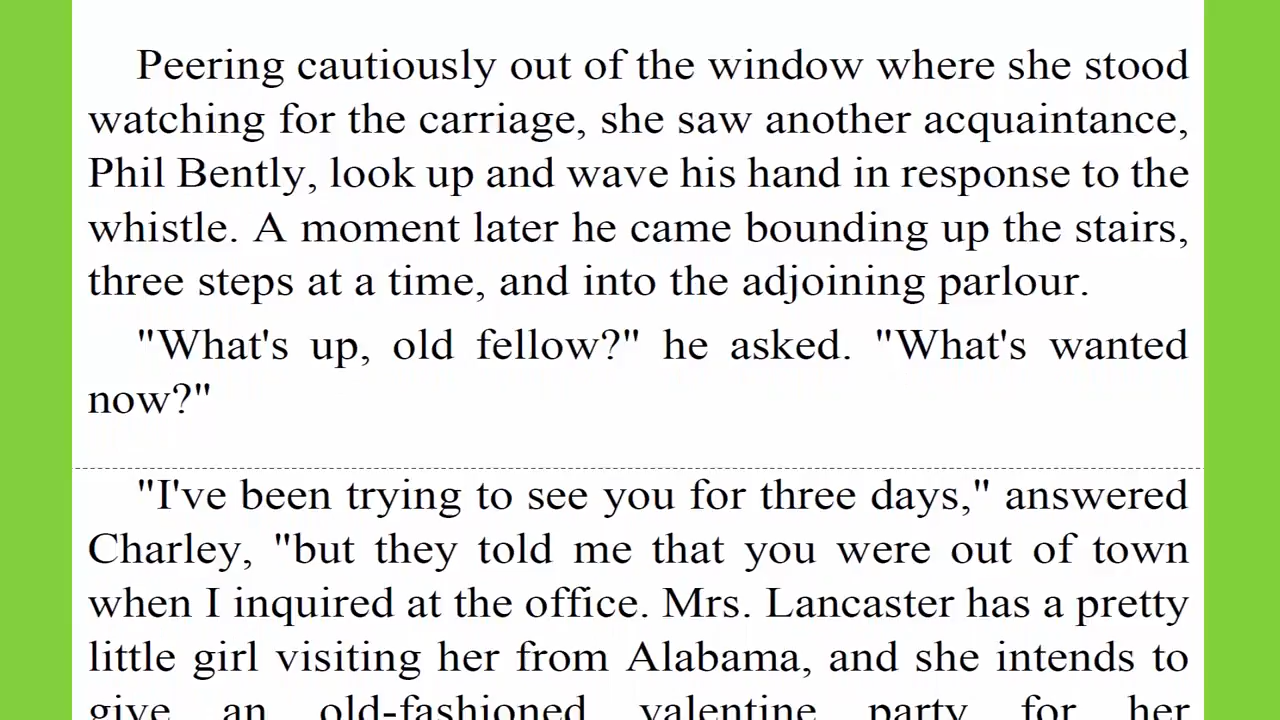 Peering cautiously out of the window where she stood
watching for the carriage, she saw another acquaintance,
Phil Bently, look up and wave his hand in response to the
whistle. A moment later he came bounding up the stairs,
three steps at a time, and into the adjoining parlour.
"What's up, old fellow?" he asked. "What's wanted
now?"
"I've been trying to see you for three days," answered
Charley, "but they told me that you were out of town
when I inquired at the office. Mrs. Lancaster has a pretty
little girl visiting her from Alabama, and she intends to
give an old-fashioned valentine party for her